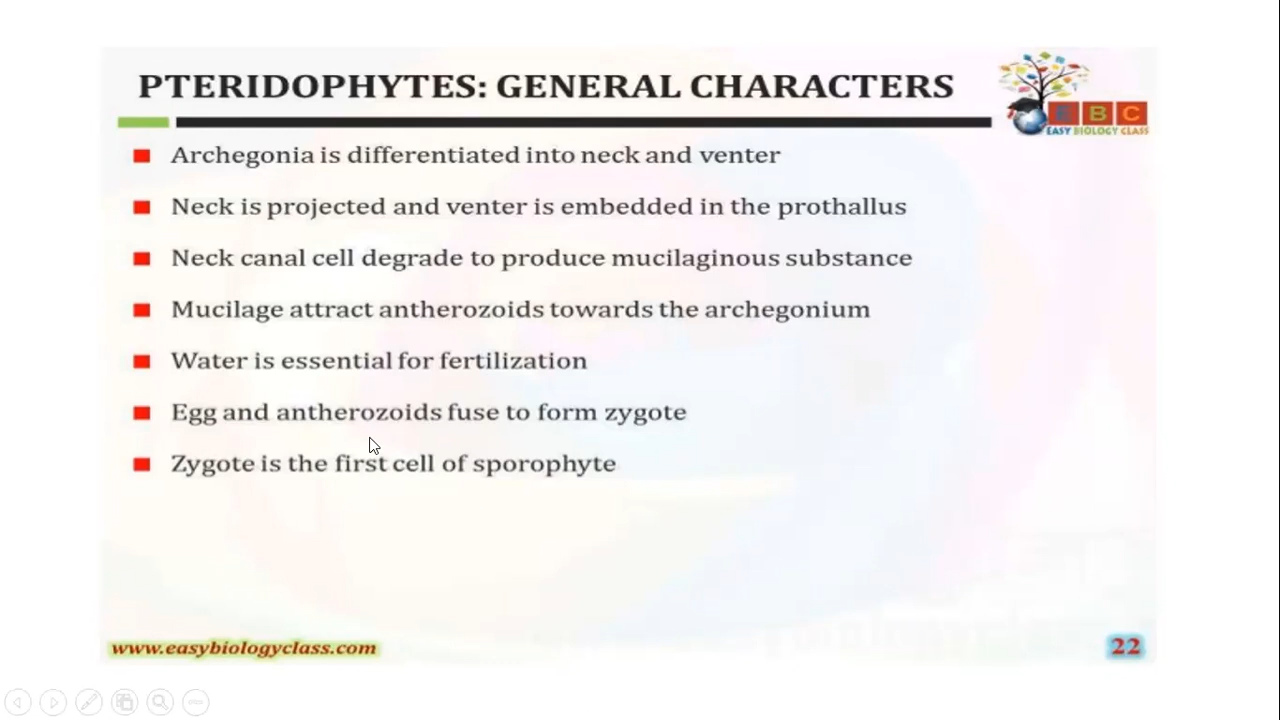 PTERIDOPHYTES: GENERAL CHARACTERS
E B C
EASY BIOLOGY CLASS
Archegonia is differentiated into neck and venter
Neck is projected and venter is embedded in the prothallus
Neck canal cell degrade to produce mucilaginous substance
Mucilage attract antherozoids towards the archegonium
Water is essential for fertilization
Egg and antherozoids fuse to form zygote
Zygote is the first cell of sporophyte
www.easybiologyclass.com
22